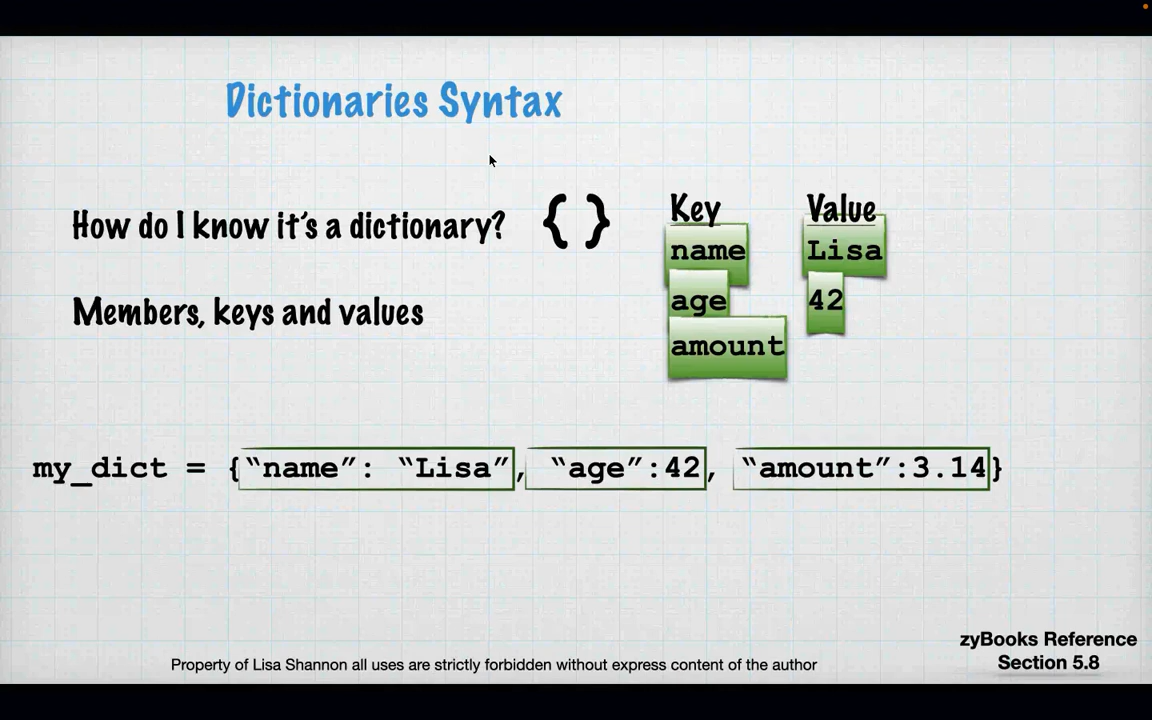 Dictionaries Syntax
How do I know it's a dictionary? { }
Key Value
name Lisa
age 42
amount
Members, keys and values
my_dict = {“name”: “Lisa”, “age”:42, “amount”:3.14}
zyBooks Reference
Section 5.8
Property of Lisa Shannon all uses are strictly forbidden without express content of the author